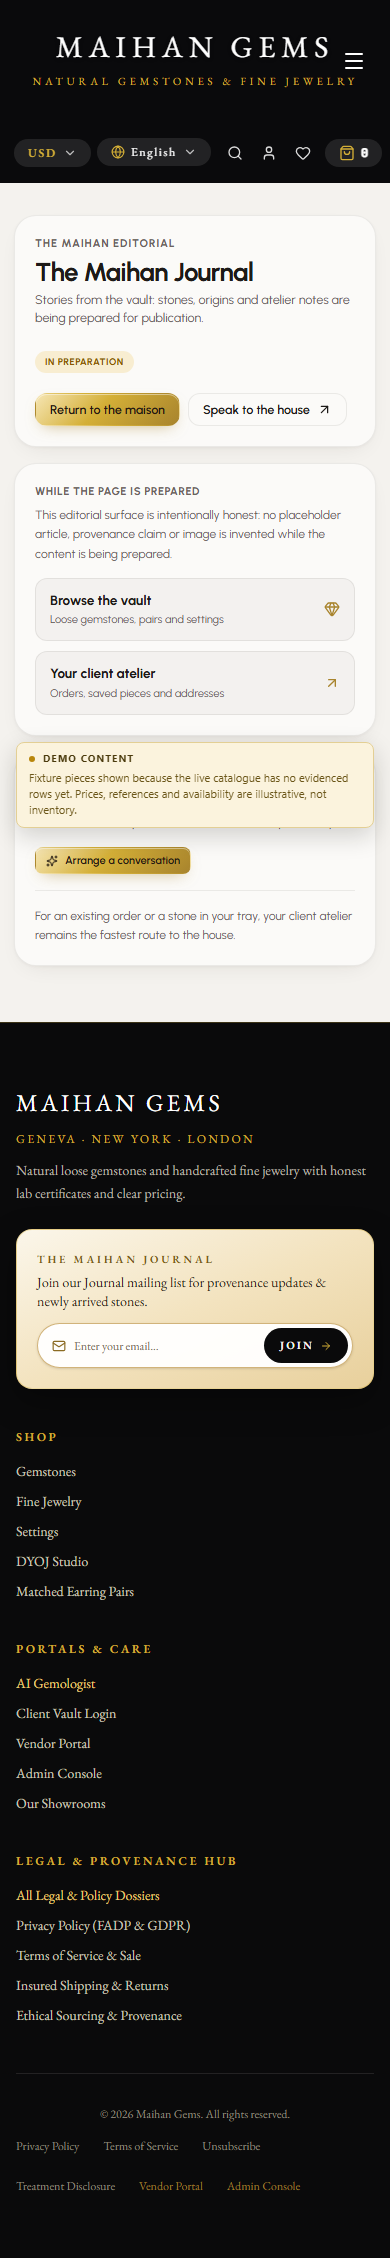 MAIHAN GEMS
NATURAL GEMSTONES & FINE JEWELRY
USD
English
THE MAIHAN EDITORIAL
The Maihan Journal
Stories from the vault: stones, origins and atelier notes are
being prepared for publication.
IN PREPARATION
Return to the maison
Speak to the house
WHILE THE PAGE IS PREPARED
This editorial surface is intentionally honest: no placeholder
article, provenance claim or image is invented while the
content is being prepared.
Browse the vault
Loose gemstones, pairs and settings
Your client atelier
Orders, saved pieces and addresses
DEMO CONTENT
Fixture pieces shown because the live catalogue has no evidenced
rows yet. Prices, references and availability are illustrative, not
inventory.
Arrange a conversation
For an existing order or a stone in your tray, your client atelier
remains the fastest route to the house.
MAIHAN GEMS
GENEVA · NEW YORK · LONDON
Natural loose gemstones and handcrafted fine jewelry with honest
lab certificates and clear pricing.
THE MAIHAN JOURNAL
Join our Journal mailing list for provenance updates &
newly arrived stones.
Enter your email...
JOIN →
SHOP
Gemstones
Fine Jewelry
Settings
DYOJ Studio
Matched Earring Pairs
PORTALS & CARE
AI Gemologist
Client Vault Login
Vendor Portal
Admin Console
Our Showrooms
LEGAL & PROVENANCE HUB
All Legal & Policy Dossiers
Privacy Policy (FADP & GDPR)
Terms of Service & Sale
Insured Shipping & Returns
Ethical Sourcing & Provenance
© 2026 Maihan Gems. All rights reserved.
Privacy Policy Terms of Service Unsubscribe
Treatment Disclosure Vendor Portal Admin Console